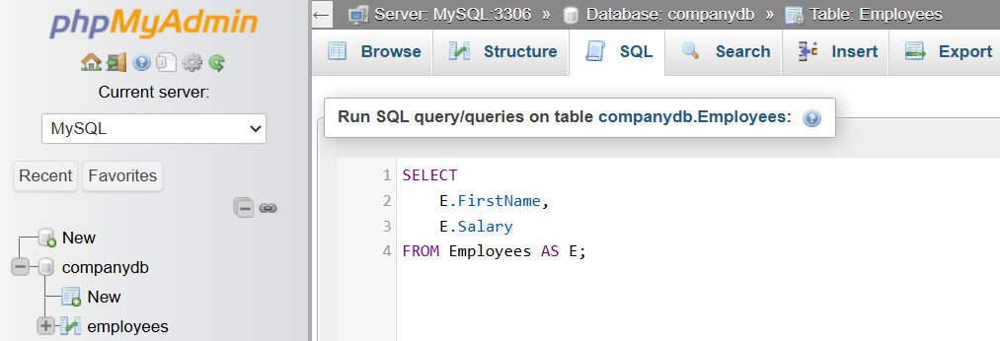 phpMyAdmin
Current server:
MySQL
Recent Favorites
New
companydb
New
employees
Server: MySQL:3306 » Database: companydb » Table: Employees
Browse Structure SQL Search Insert Export
Run SQL query/queries on table companydb.Employees:
1 SELECT
2 E.FirstName,
3 E.Salary
4 FROM Employees AS E;